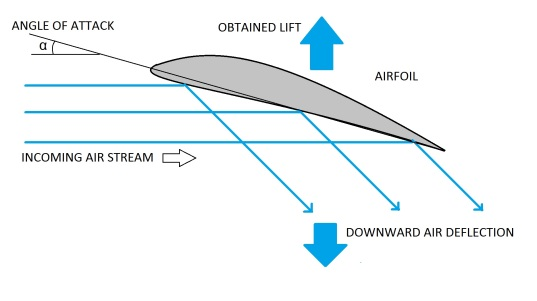 ANGLE OF ATTACK
α
OBTAINED LIFT
AIRFOIL
INCOMING AIR STREAM
DOWNWARD AIR DEFLECTION